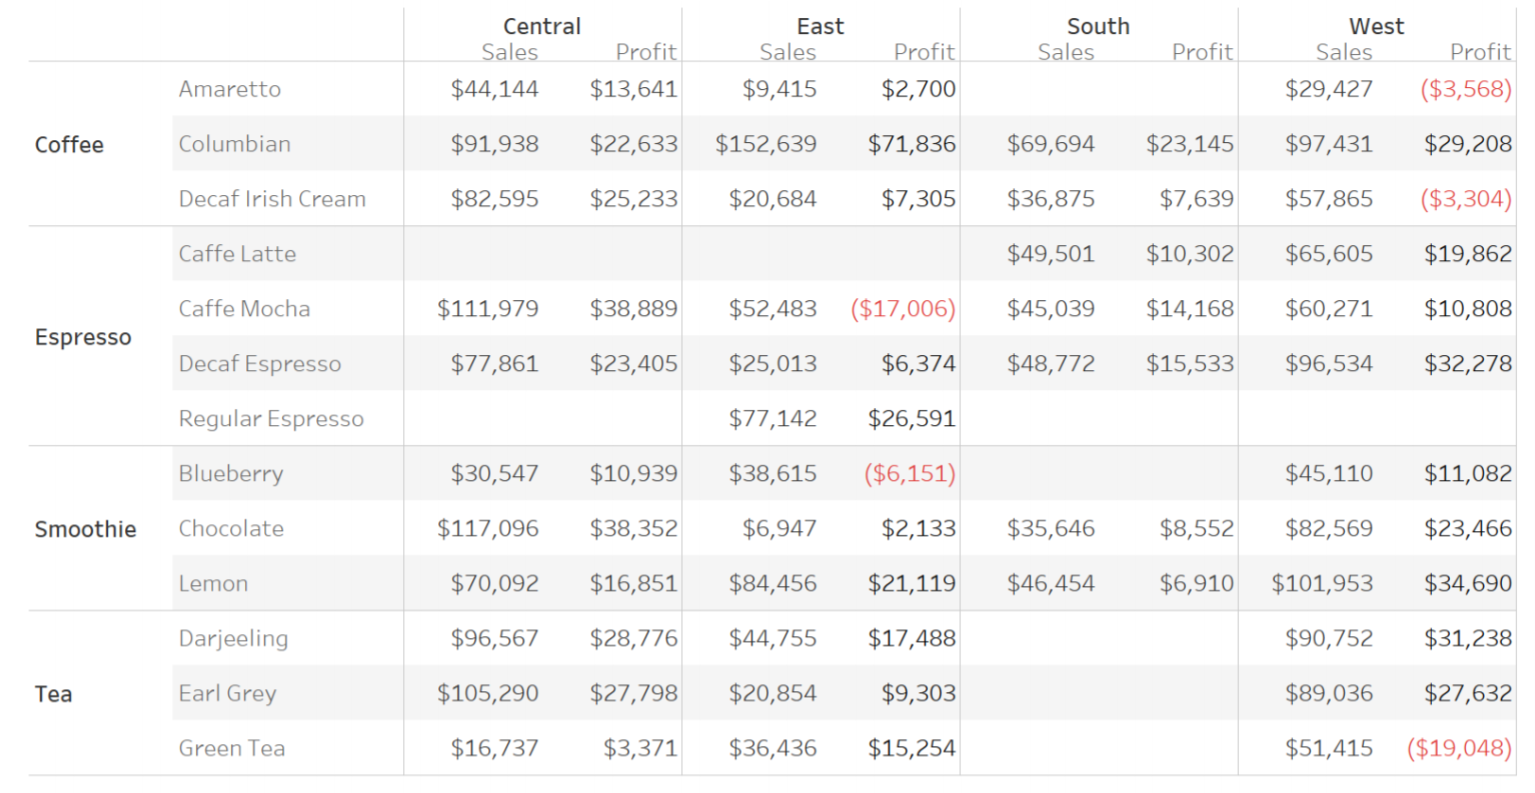 Central East South West
Sales Profit Sales Profit Sales Profit Sales Profit
Amaretto $44,144 $13,641 $9,415 $2,700 $29,427 ($3,568)
Coffee Columbian $91,938 $22,633 $152,639 $71,836 $69,694 $23,145 $97,431 $29,208
Decaf Irish Cream $82,595 $25,233 $20,684 $7,305 $36,875 $7,639 $57,865 ($3,304)
Caffe Latte $49,501 $10,302 $65,605 $19,862
Caffe Mocha $111,979 $38,889 $52,483 ($17,006) $45,039 $14,168 $60,271 $10,808
Espresso
Decaf Espresso $77,861 $23,405 $25,013 $6,374 $48,772 $15,533 $96,534 $32,278
Regular Espresso $77,142 $26,591
Blueberry $30,547 $10,939 $38,615 ($6,151) $45,110 $11,082
Smoothie Chocolate $117,096 $38,352 $6,947 $2,133 $35,646 $8,552 $82,569 $23,466
Lemon $70,092 $16,851 $84,456 $21,119 $46,454 $6,910 $101,953 $34,690
Darjeeling $96,567 $28,776 $44,755 $17,488 $90,752 $31,238
Tea Earl Grey $105,290 $27,798 $20,854 $9,303 $89,036 $27,632
Green Tea $16,737 $3,371 $36,436 $15,254 $51,415 ($19,048)